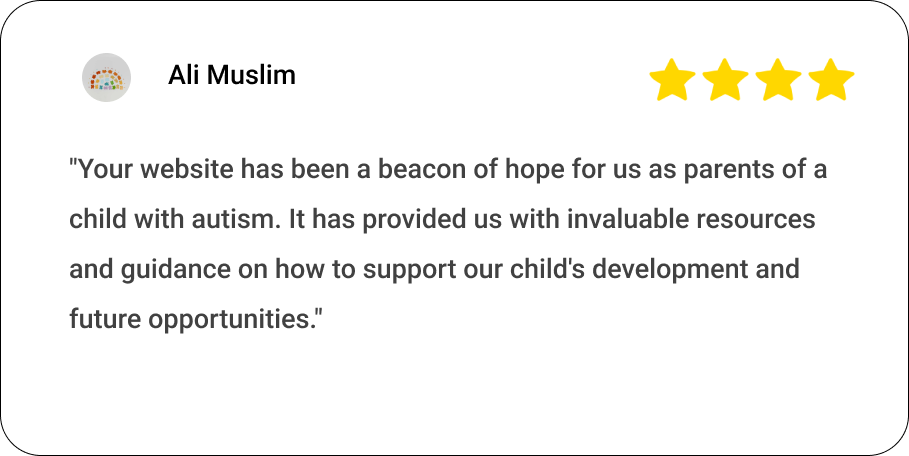 Ali Muslim
"Your website has been a beacon of hope for us as parents of a
child with autism. It has provided us with invaluable resources
and guidance on how to support our child's development and
future opportunities."